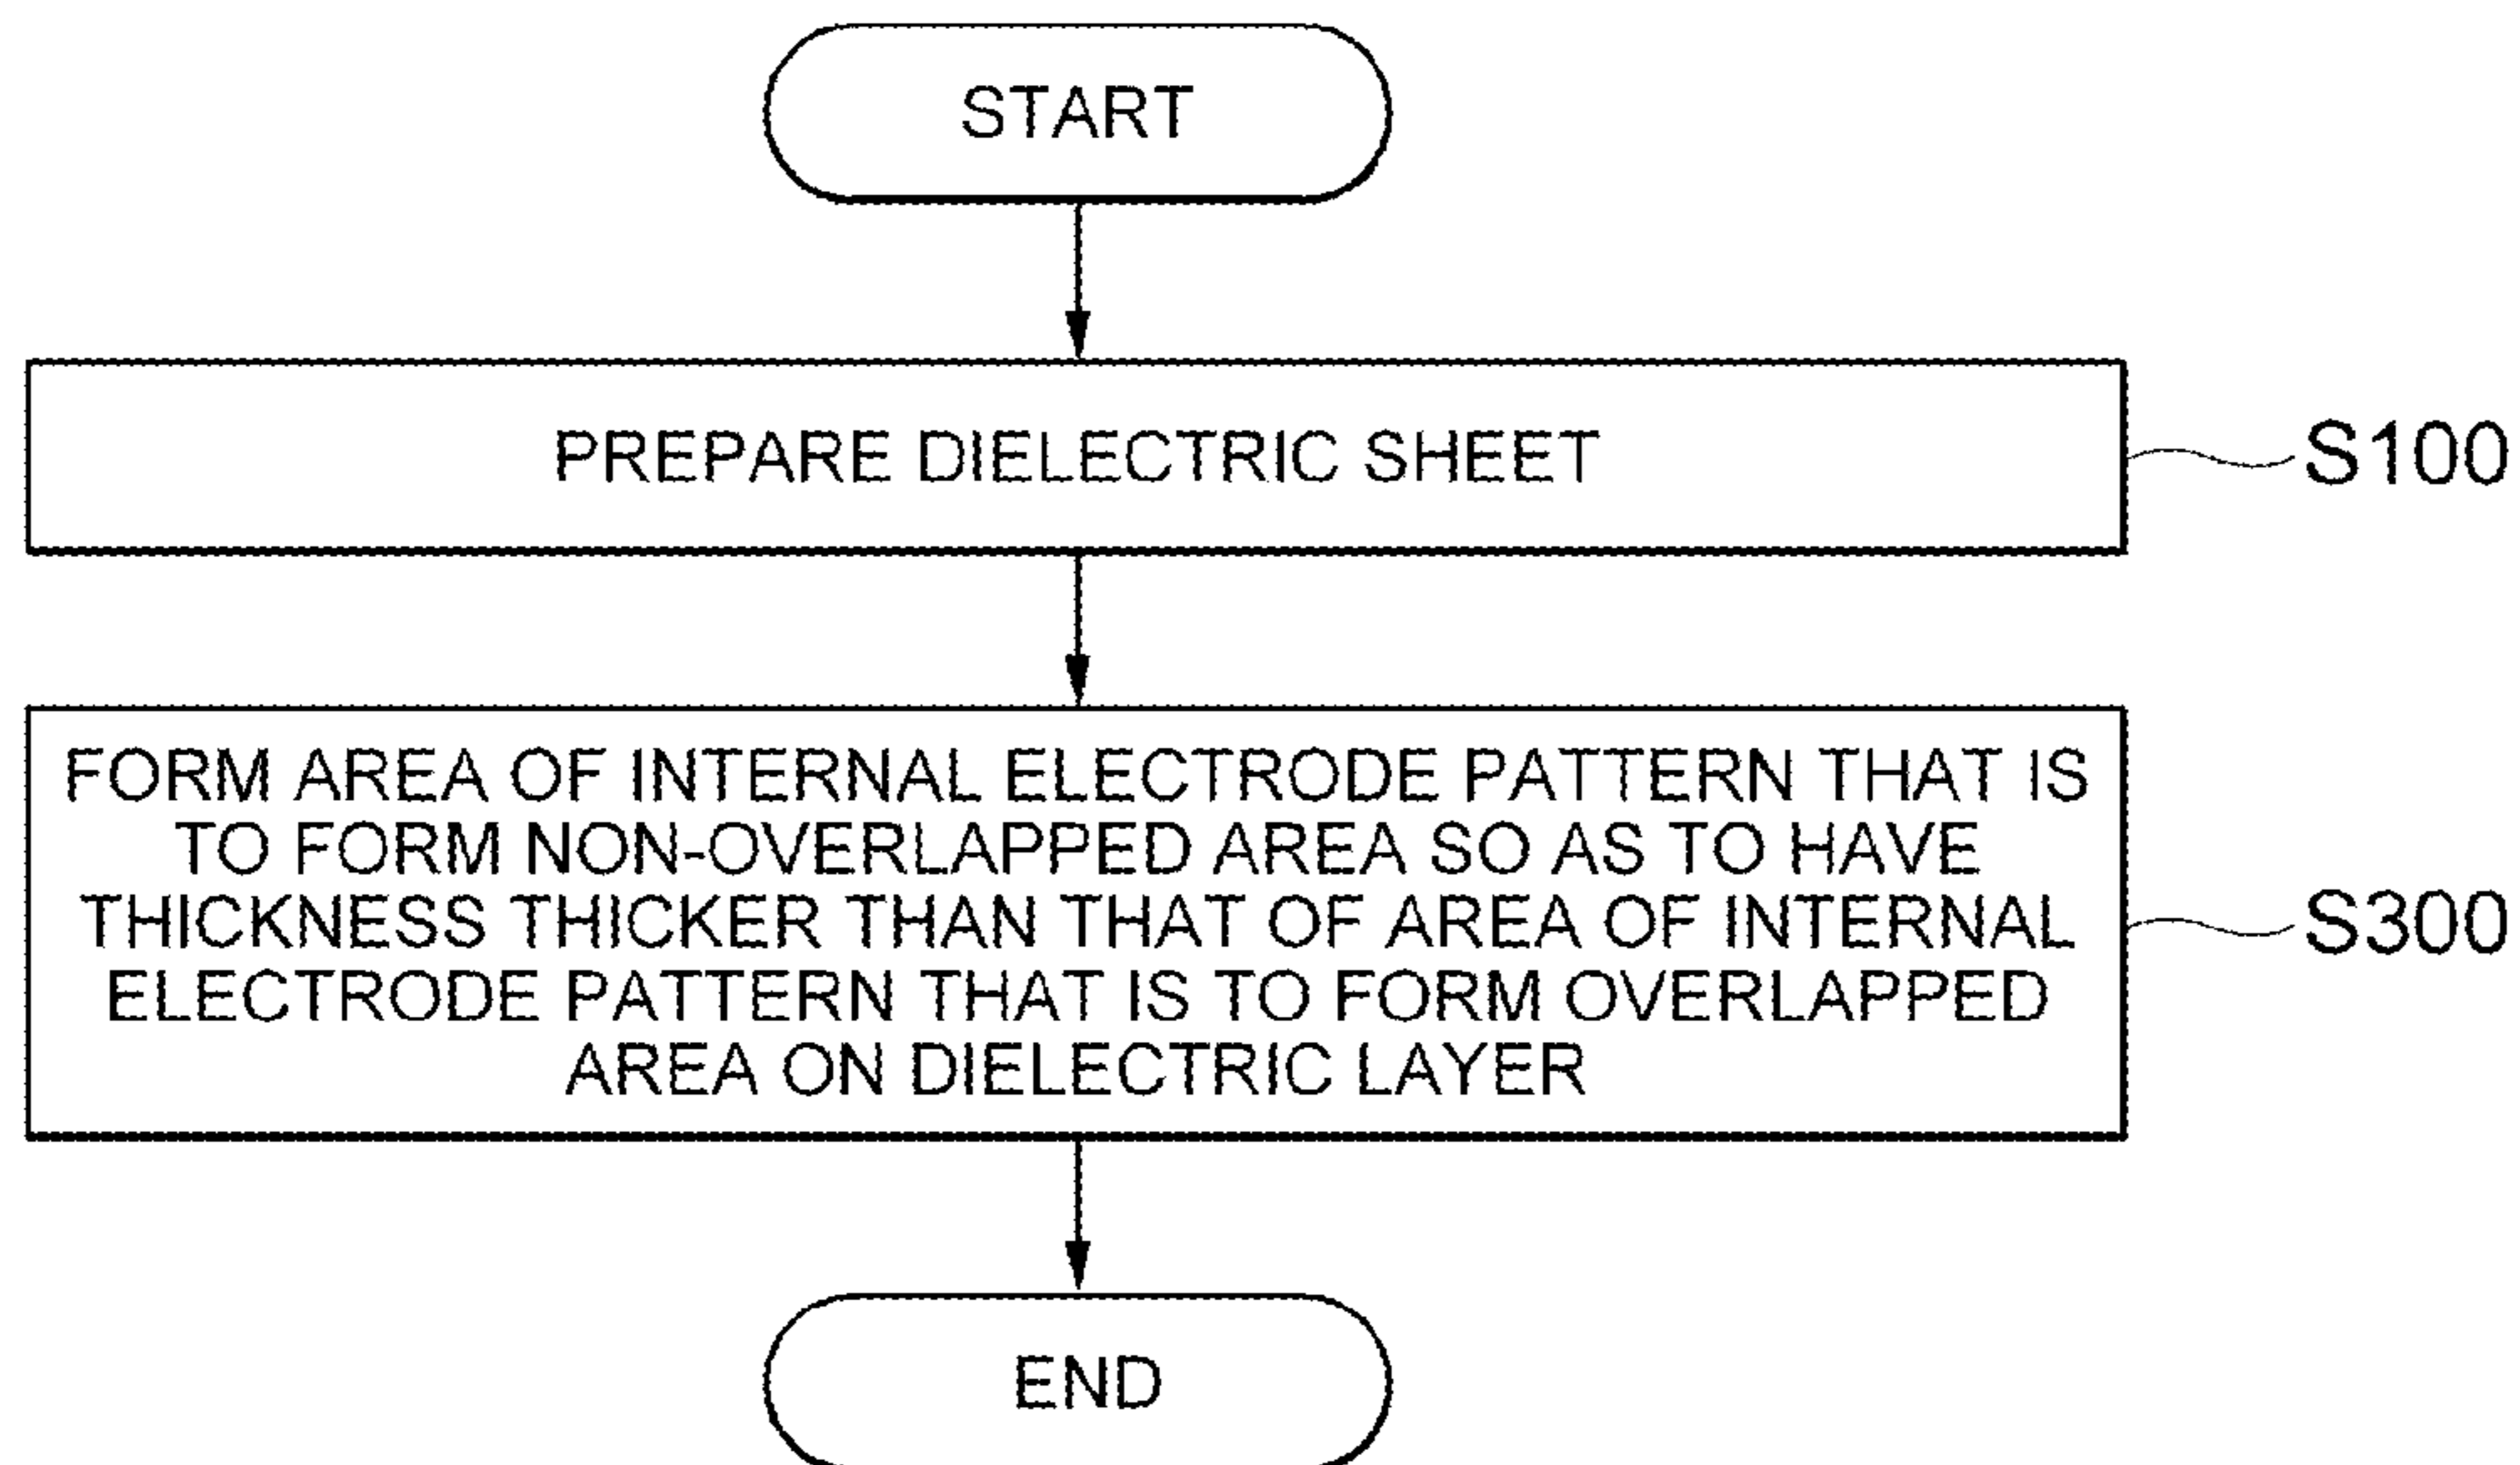 START
PREPARE DIELECTRIC SHEET
S100
FORM AREA OF INTERNAL ELECTRODE PATTERN THAT IS
TO FORM NON-OVERLAPPED AREA SO AS TO HAVE
THICKNESS THICKER THAN THAT OF AREA OF INTERNAL
ELECTRODE PATTERN THAT IS TO FORM OVERLAPPED
AREA ON DIELECTRIC LAYER
S300
END